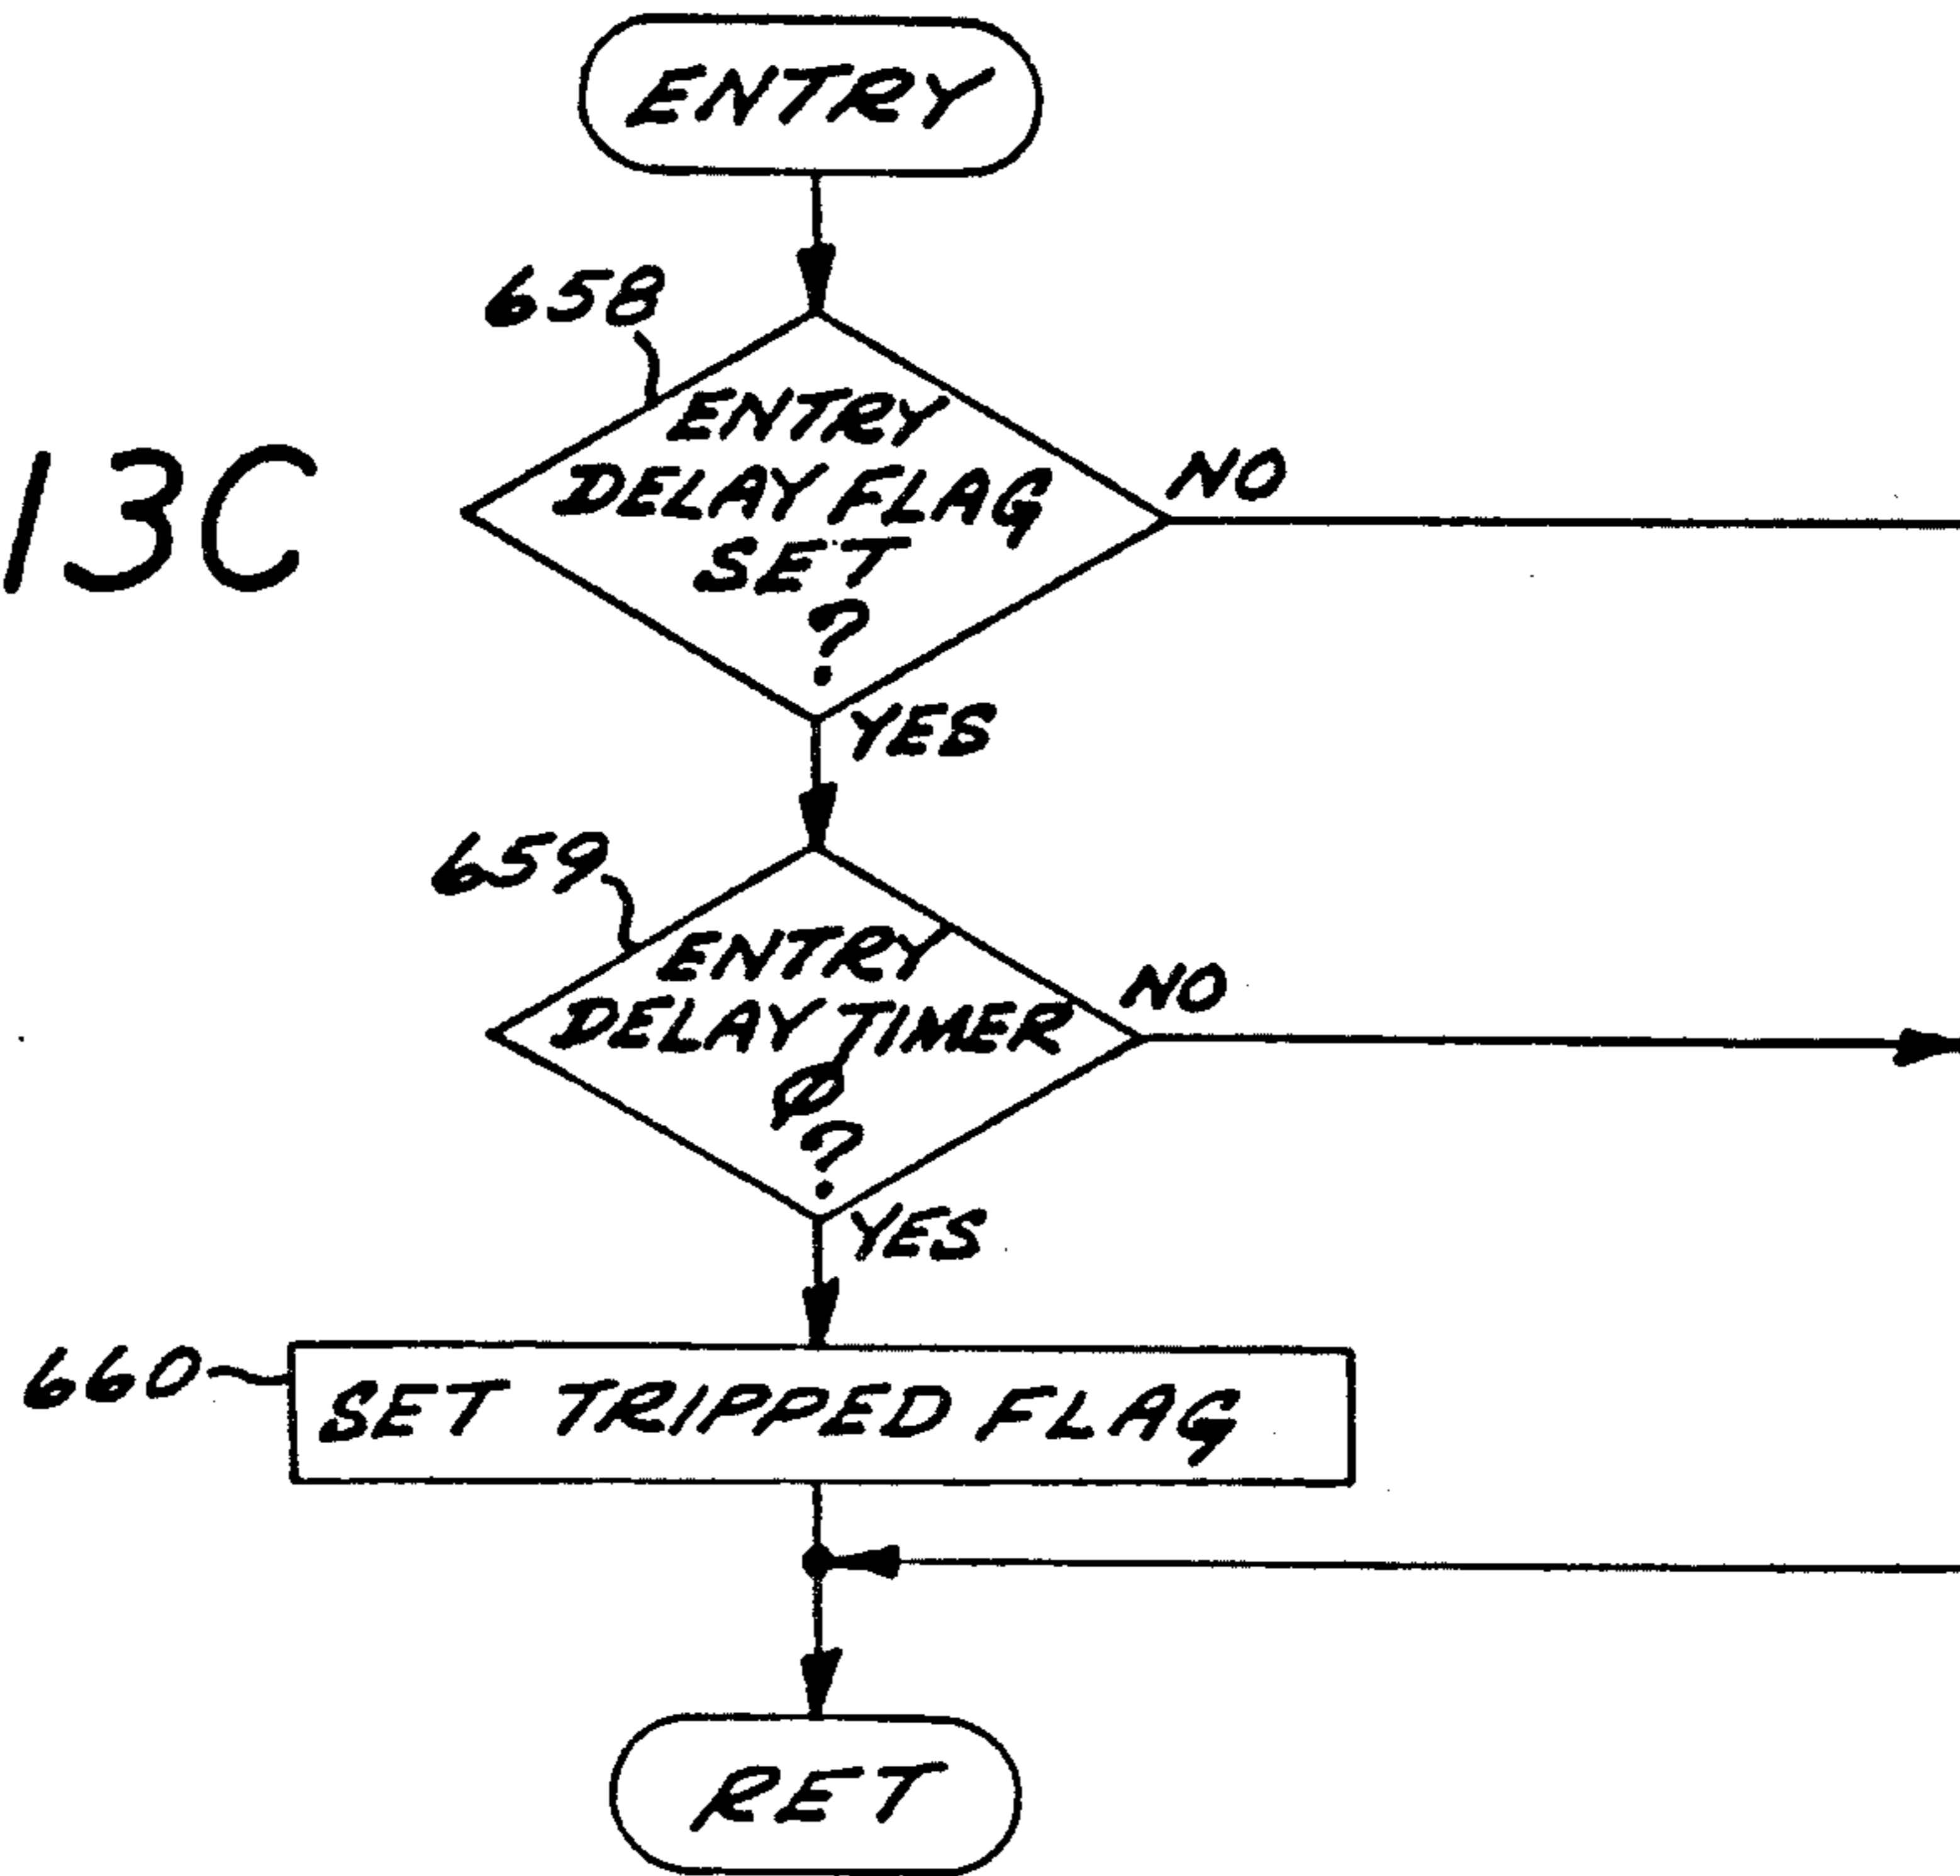 ENTRY
658
ENTRY
DELAY FLAG
SET
?
NO
13C
YES
659
ENTRY
DELAY TIMER
Ø
?
NO
YES
660
SET TRIPPED FLAG
RET